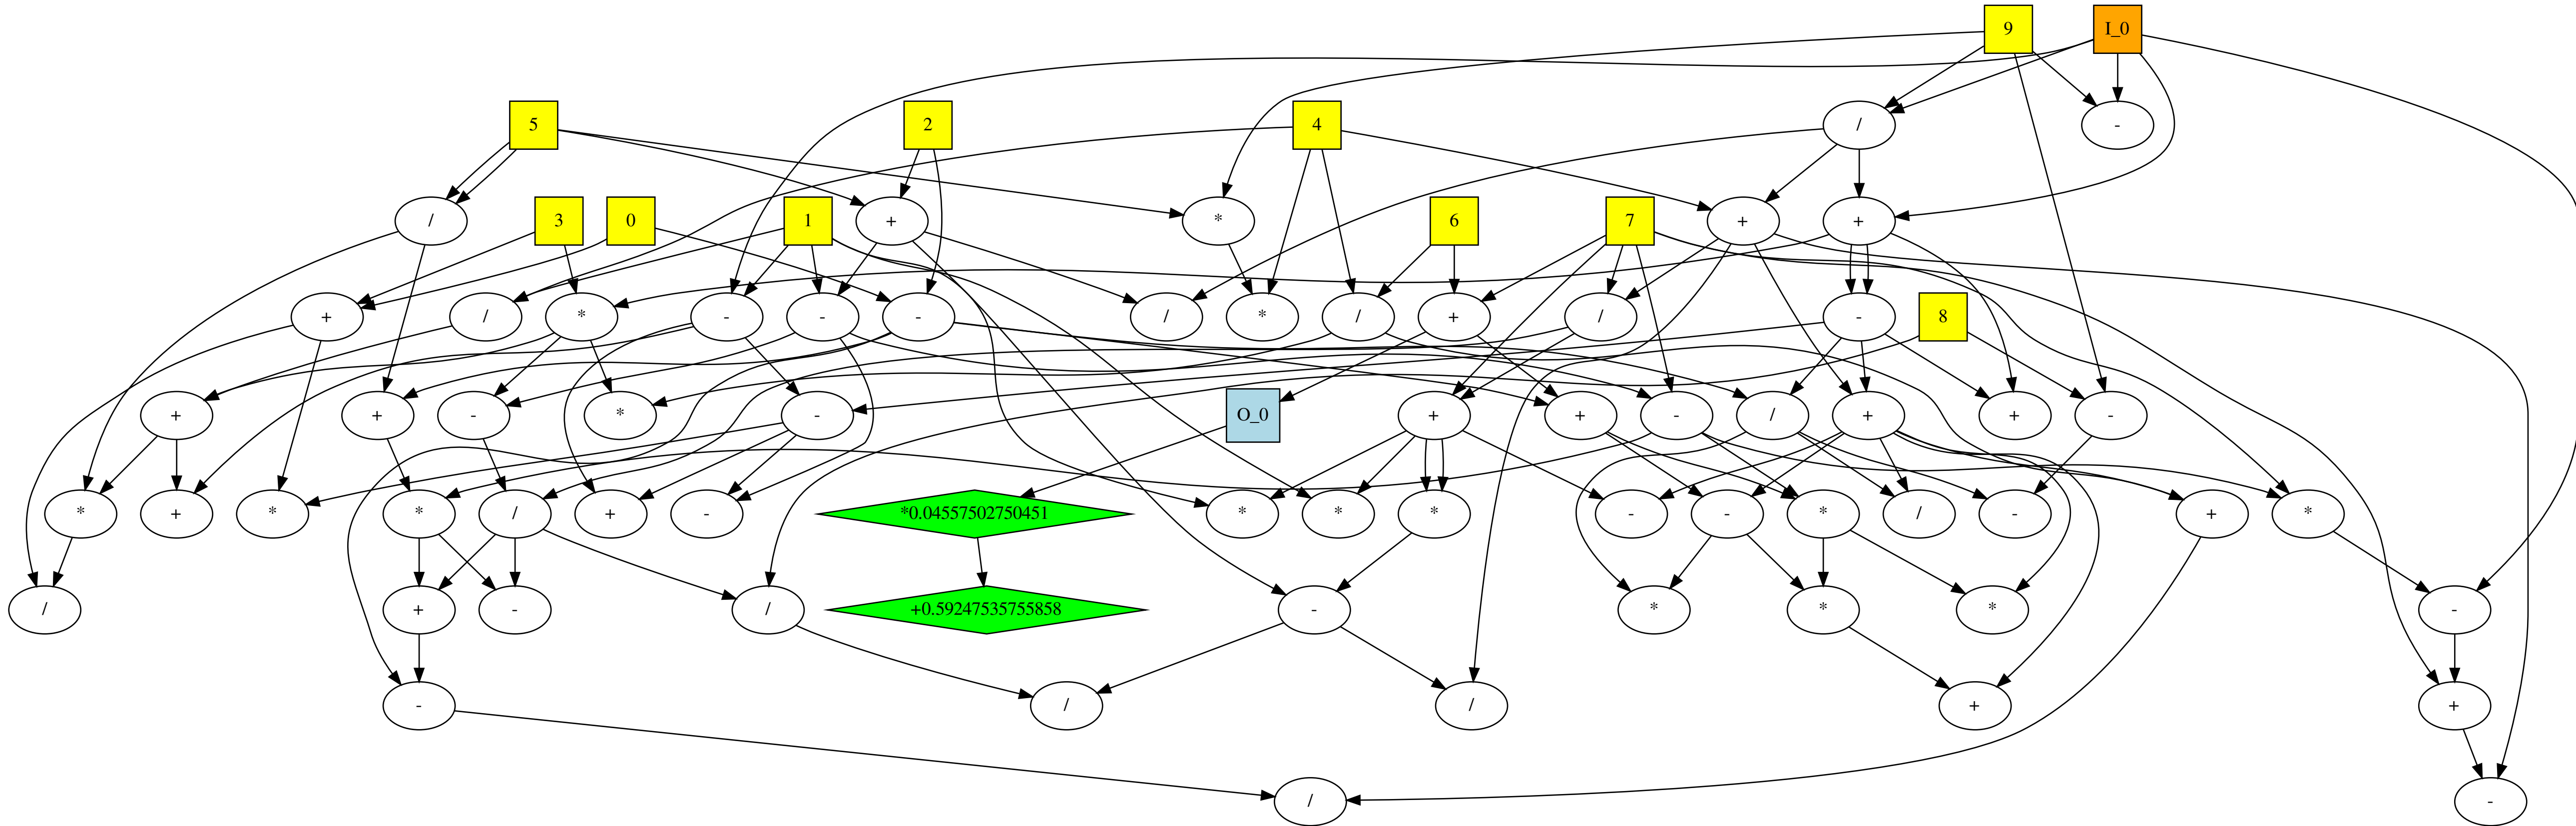 9 I_0
5 2 4 / -
/ 3 0 1 + * 6 7 + +
+ / * - - - / * / + / - 8
+ + - * - O_0 + + - / + + -
* + * * / + - *0.04557502750451 * * * - - * / - + *
/ + - / +0.59247535755858 - * * * -
- / / + +
/ -